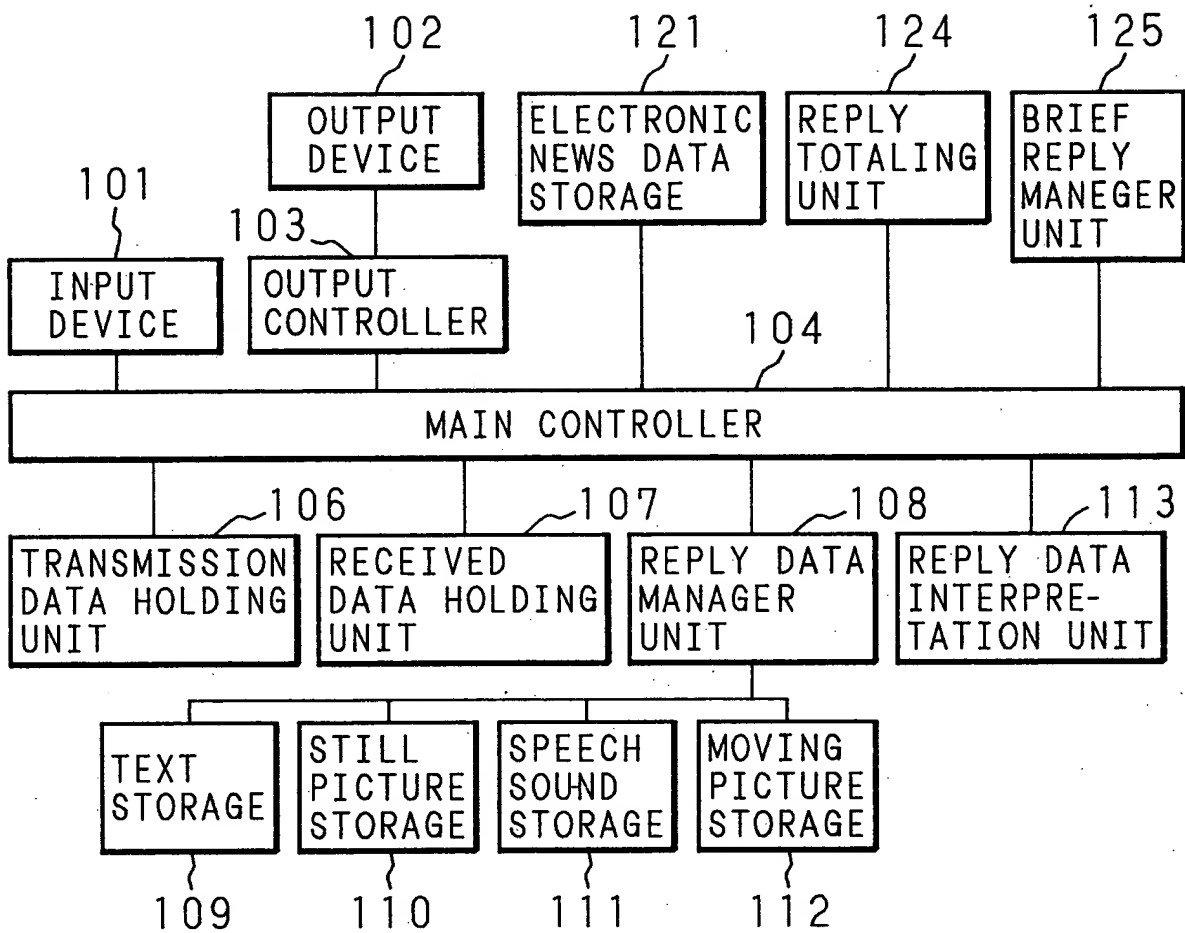 102
121
124
125
OUTPUT
DEVICE
ELECTRONIC
NEWS DATA
STORAGE
REPLY
TOTALING
UNIT
BRIEF
REPLY
MANEGER
UNIT
101
103
INPUT
DEVICE
OUTPUT
CONTROLLER
104
MAIN CONTROLLER
106
107
108
113
TRANSMISSION
DATA HOLDING
UNIT
RECEIVED
DATA HOLDING
UNIT
REPLY DATA
MANAGER
UNIT
REPLY DATA
INTERPRE-
TATION UNIT
TEXT
STORAGE
STILL
PICTURE
STORAGE
SPEECH
SOUND
STORAGE
MOVING
PICTURE
STORAGE
109
110
111
112